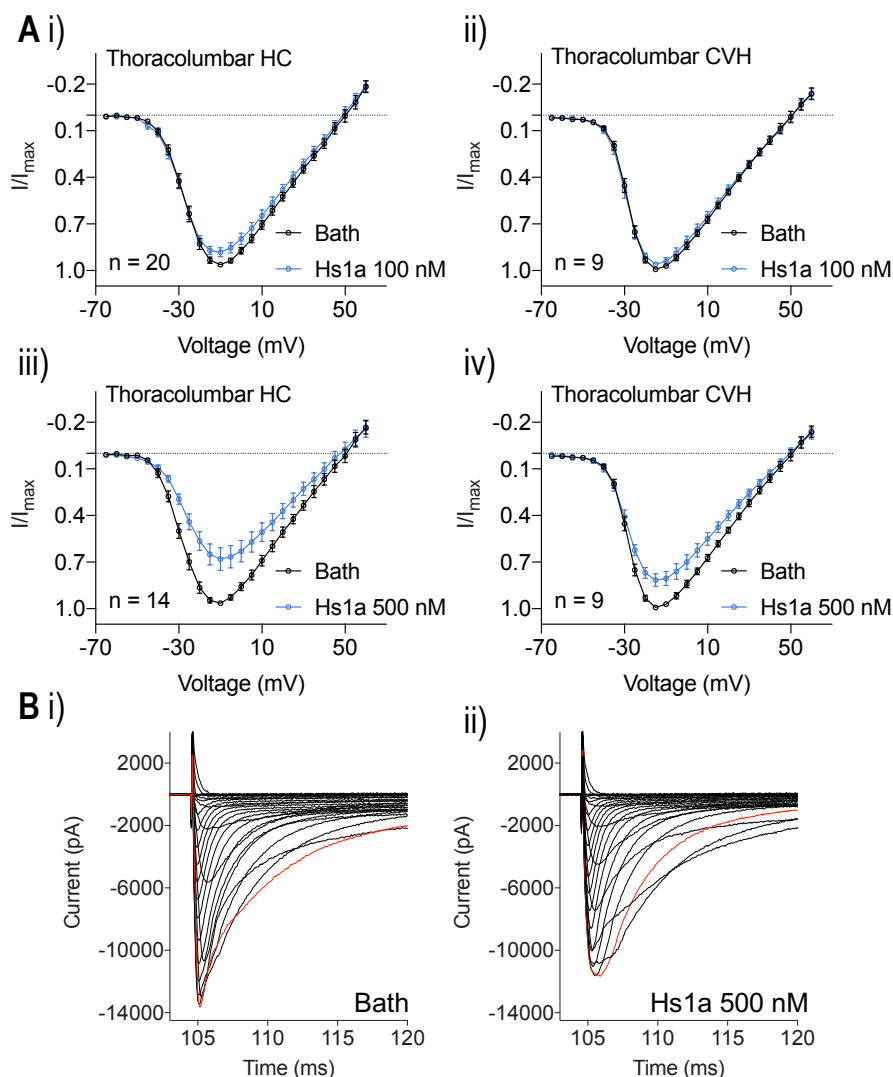 A i)
Thoracolumbar HC
-0.2
0.1
0.4
0.7
1.0
I/Imax
n = 20
Bath
Hs1a 100 nM
-70 -30 10 50
Voltage (mV)
ii)
Thoracolumbar CVH
-0.2
0.1
0.4
0.7
1.0
I/Imax
n = 9
Bath
Hs1a 100 nM
-70 -30 10 50
Voltage (mV)
iii)
Thoracolumbar HC
-0.2
0.1
0.4
0.7
1.0
I/Imax
n = 14
Bath
Hs1a 500 nM
-70 -30 10 50
Voltage (mV)
iv)
Thoracolumbar CVH
-0.2
0.1
0.4
0.7
1.0
I/Imax
n = 9
Bath
Hs1a 500 nM
-70 -30 10 50
Voltage (mV)
B i)
2000
0
-2000
-6000
-10000
-14000
Current (pA)
Bath
105 110 115 120
Time (ms)
ii)
2000
0
-2000
-6000
-10000
-14000
Current (pA)
Hs1a 500 nM
105 110 115 120
Time (ms)